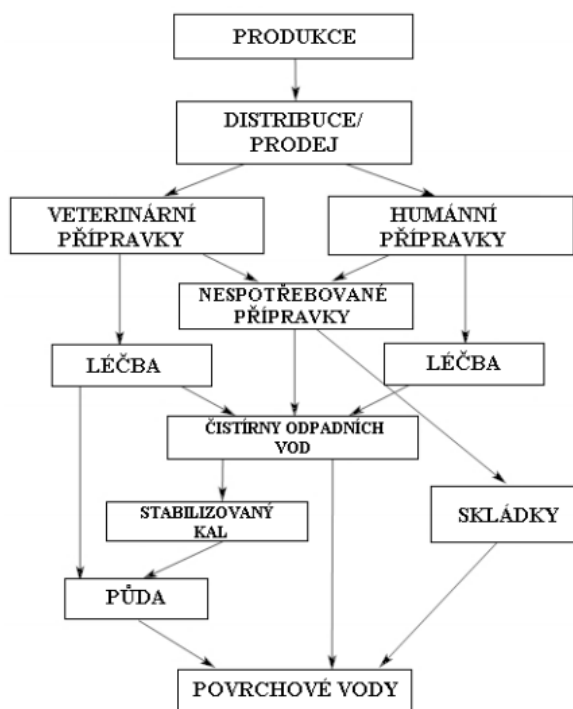 PRODUKCE
DISTRIBUCE/
PRODEJ
VETERINÁRNÍ
PŘÍPRAVKY
HUMÁNNÍ
PŘÍPRAVKY
NESPOTŘEBOVANÉ
PŘÍPRAVKY
LÉČBA
LÉČBA
ČISTÍRNY ODPADNÍCH
VOD
STABILIZOVANÝ
KAL
SKLÁDKY
PŮDA
POVRCHOVÉ VODY